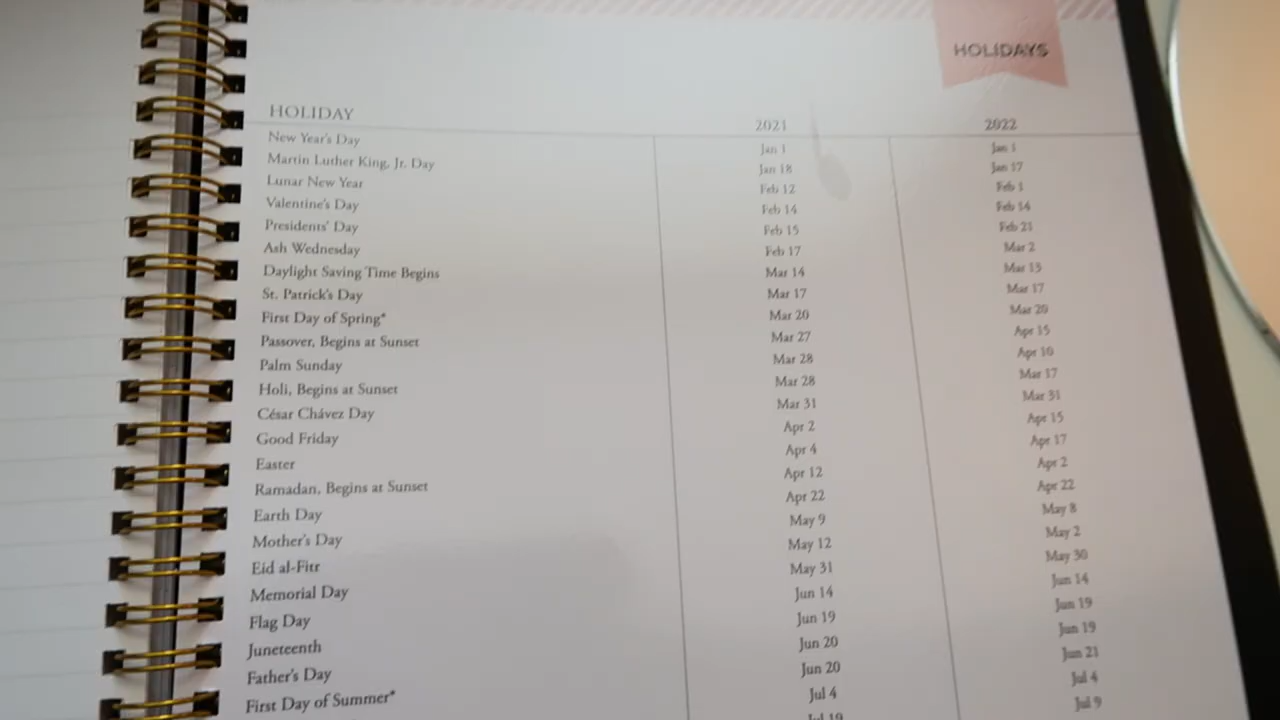 HOLIDAYS
HOLIDAY 2021 2022
New Year's Day Jan 1 Jan 1
Martin Luther King, Jr. Day Jan 18 Jan 17
Lunar New Year Feb 12 Feb 1
Valentine's Day Feb 14 Feb 14
Presidents' Day Feb 15 Feb 21
Ash Wednesday Feb 17 Mar 2
Daylight Saving Time Begins Mar 14 Mar 13
St. Patrick's Day Mar 17 Mar 17
First Day of Spring* Mar 20 Mar 20
Passover, Begins at Sunset Mar 27 Apr 15
Palm Sunday Mar 28 Apr 10
Holi, Begins at Sunset Mar 28 Mar 17
César Chávez Day Mar 31 Mar 31
Good Friday Apr 2 Apr 15
Easter Apr 4 Apr 17
Ramadan, Begins at Sunset Apr 12 Apr 2
Earth Day Apr 22 Apr 22
Mother's Day May 9 May 8
Eid al-Fitr May 12 May 2
Memorial Day May 31 May 30
Flag Day Jun 14 Jun 14
Juneteenth Jun 19 Jun 19
Father's Day Jun 20 Jun 19
First Day of Summer* Jun 20 Jun 21
Jul 4 Jul 4
Jul 9